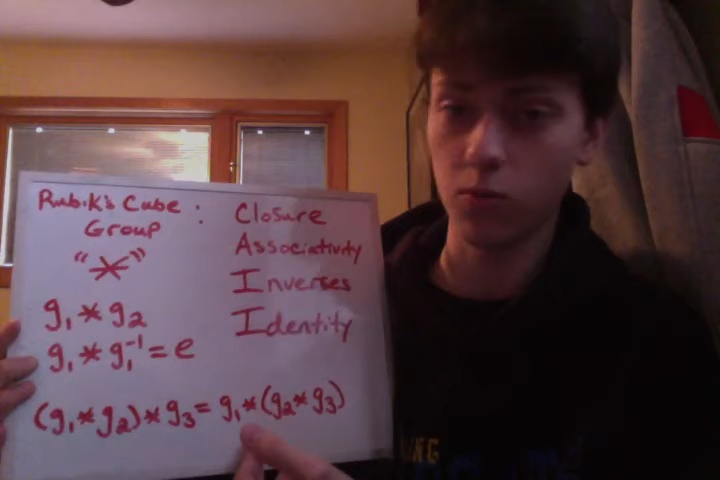 Rubik's Cube :
Group
"*"
g₁ * g₂
g₁ * g₁⁻¹ = e
Closure
Associativity
Inverses
Identity
(g₁ * g₂) * g₃ = g₁ * (g₂ * g₃)